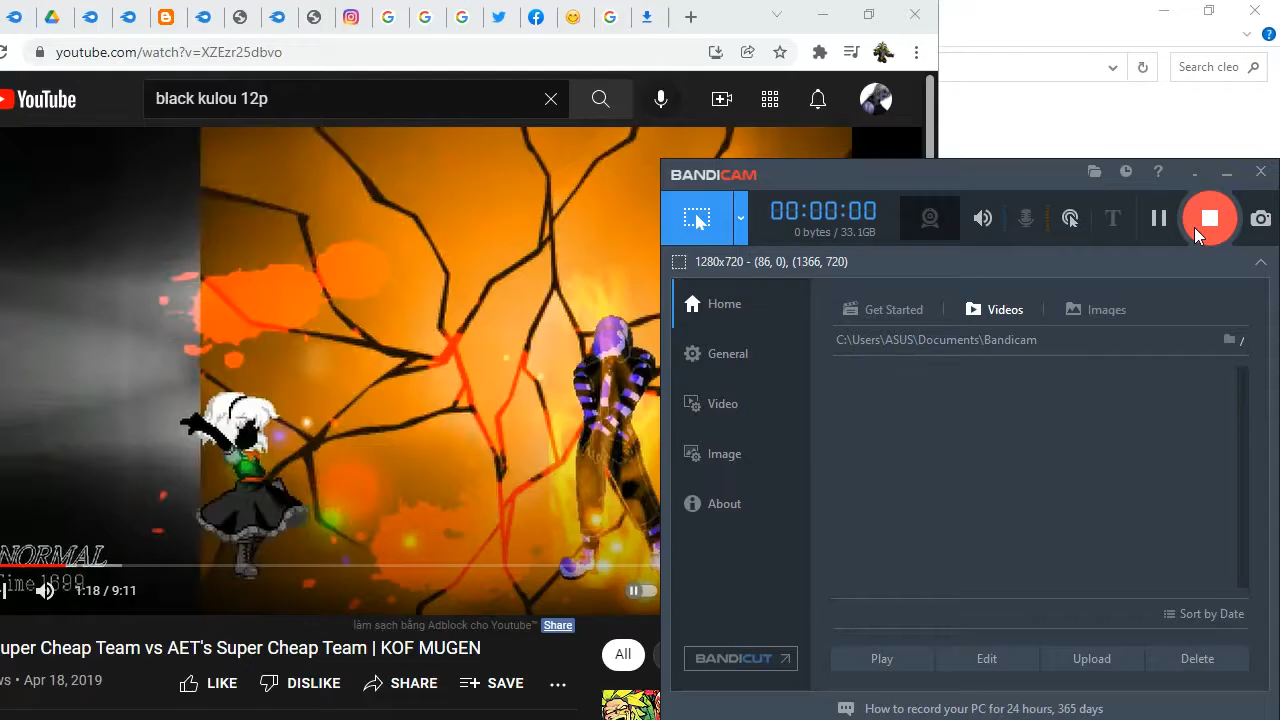 youtube.com/watch?v=XZEzr25dbvo
Search cleo
YouTube
black kulou 12p
BANDICAM
00:00:00
0 bytes / 33.1GB
T
1280x720 - (86, 0), (1366, 720)
Home
General
Video
Image
About
Get Started
Videos
Images
C:\Users\ASUS\Documents\Bandicam
/
Sort by Date
BANDICUT
Play
Edit
Upload
Delete
How to record your PC for 24 hours, 365 days
NORMAL
Time 1699
1:18 / 9:11
làm sạch bằng Adblock cho Youtube™ Share
uper Cheap Team vs AET's Super Cheap Team | KOF MUGEN
ws • Apr 18, 2019
LIKE
DISLIKE
SHARE
SAVE
All